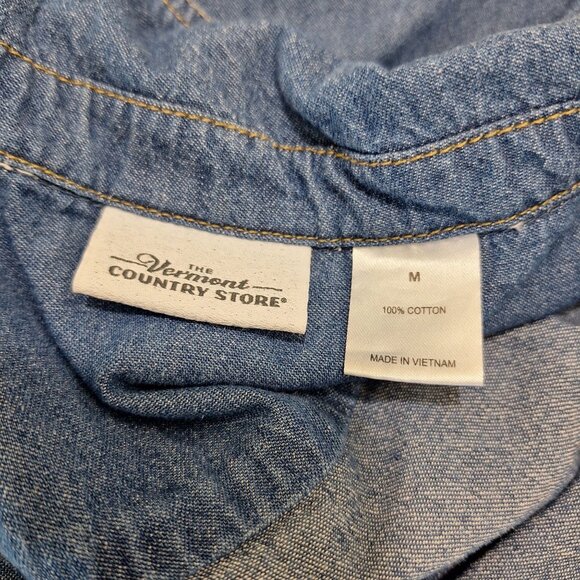 THE
Vermont
COUNTRY STORE®
M
100% COTTON
MADE IN VIETNAM